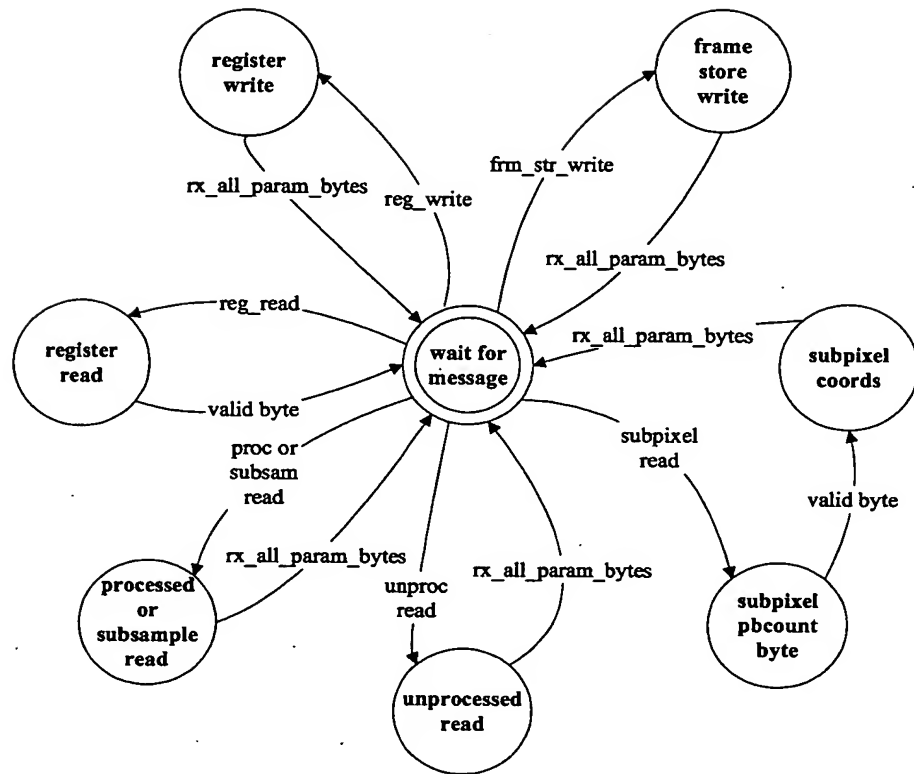 register
write
frame
store
write
rx_all_param_bytes
reg_write
frm_str_write
rx_all_param_bytes
reg_read
rx_all_param_bytes
register
read
wait for
message
subpixel
coords
valid byte
proc or
subsam
read
subpixel
read
valid byte
rx_all_param_bytes
unproc
read
rx_all_param_bytes
processed
or
subsample
read
subpixel
pbcount
byte
unprocessed
read